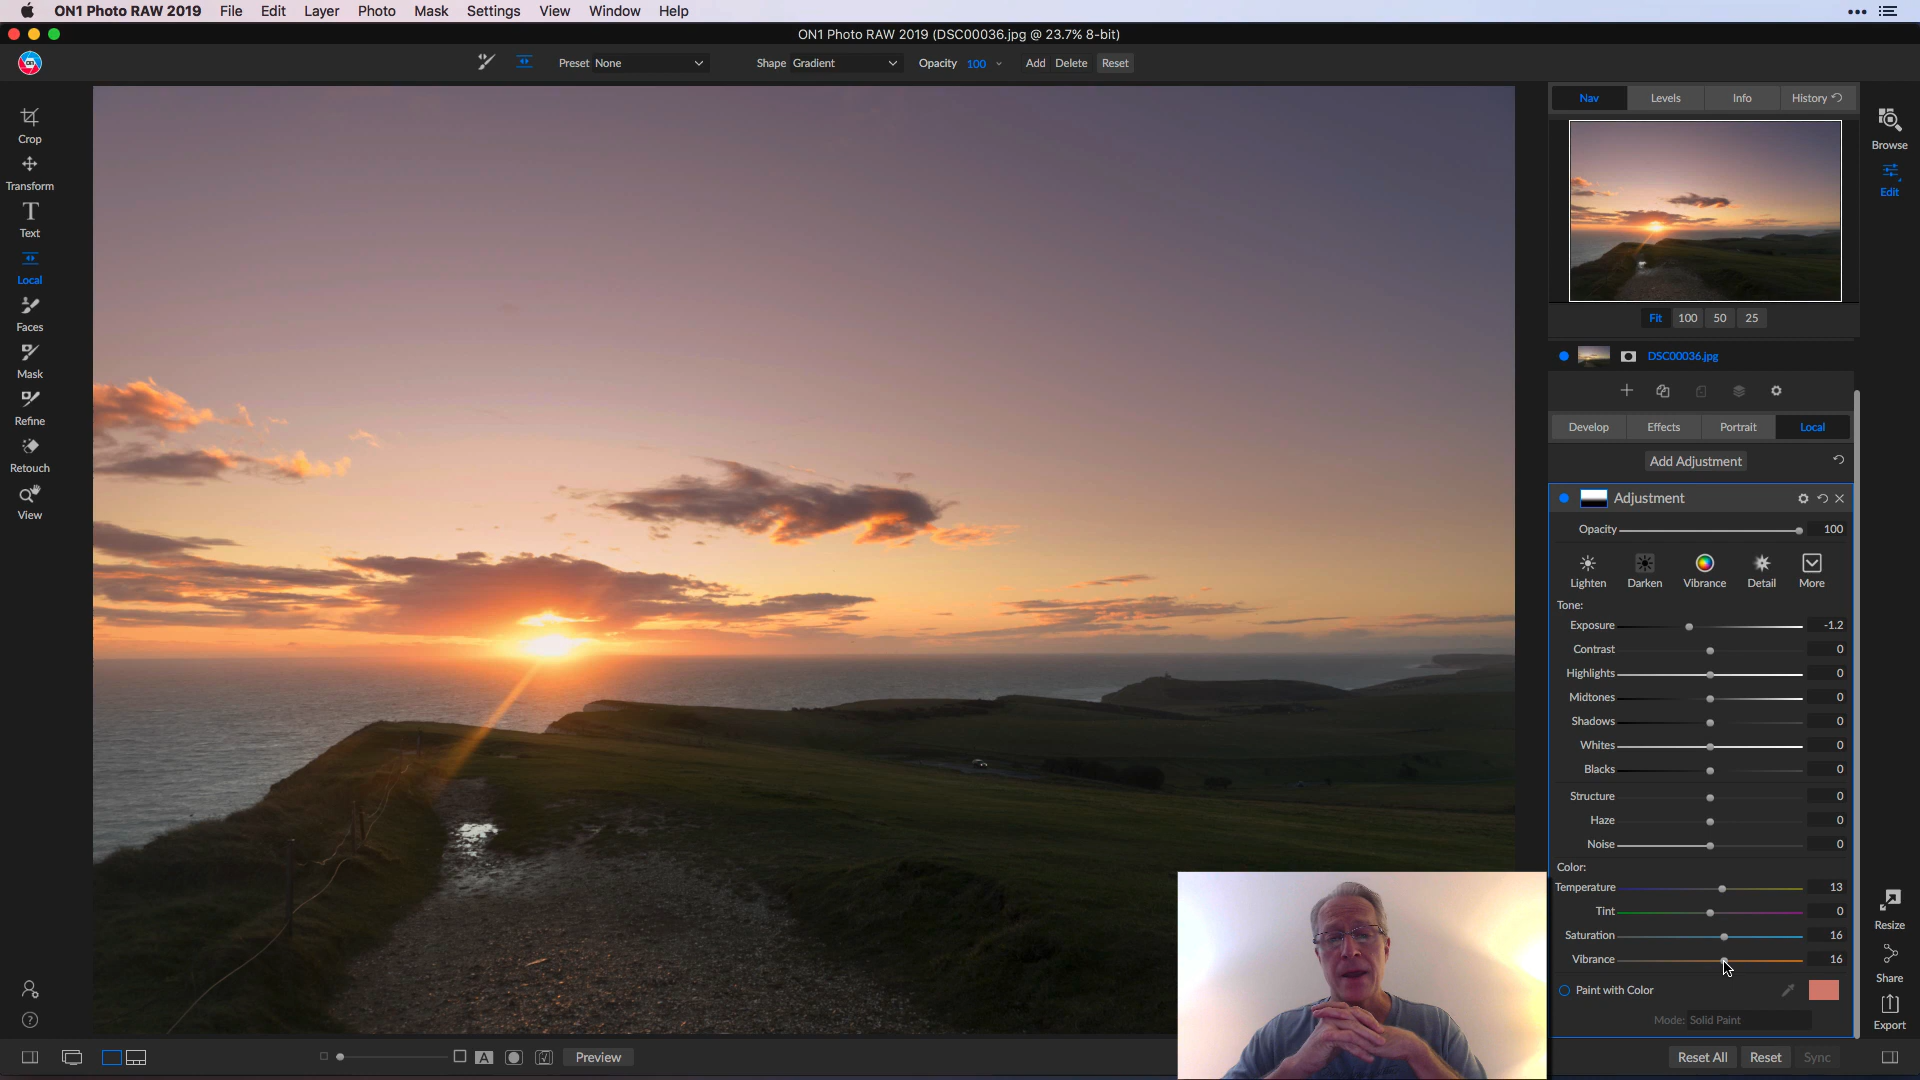 ON1 Photo RAW 2019 File Edit Layer Photo Mask Settings View Window Help
ON1 Photo RAW 2019 (DSC00036.jpg @ 23.7% 8-bit)
Preset None Shape Gradient Opacity 100 Add Delete Reset
Crop
Transform
Text
Local
Faces
Mask
Refine
Retouch
View
Nav Levels Info History
Fit 100 50 25
Browse
Edit
DSC00036.jpg
Develop Effects Portrait Local
Add Adjustment
Adjustment
Opacity 100
Lighten Darken Vibrance Detail More
Tone:
Exposure -1.2
Contrast 0
Highlights 0
Midtones 0
Shadows 0
Whites 0
Blacks 0
Structure 0
Haze 0
Noise 0
Color:
Temperature 13
Tint 0
Saturation 16
Vibrance 16
Paint with Color
Mode: Solid Paint
Resize
Share
Export
A Preview
Reset All Reset Sync